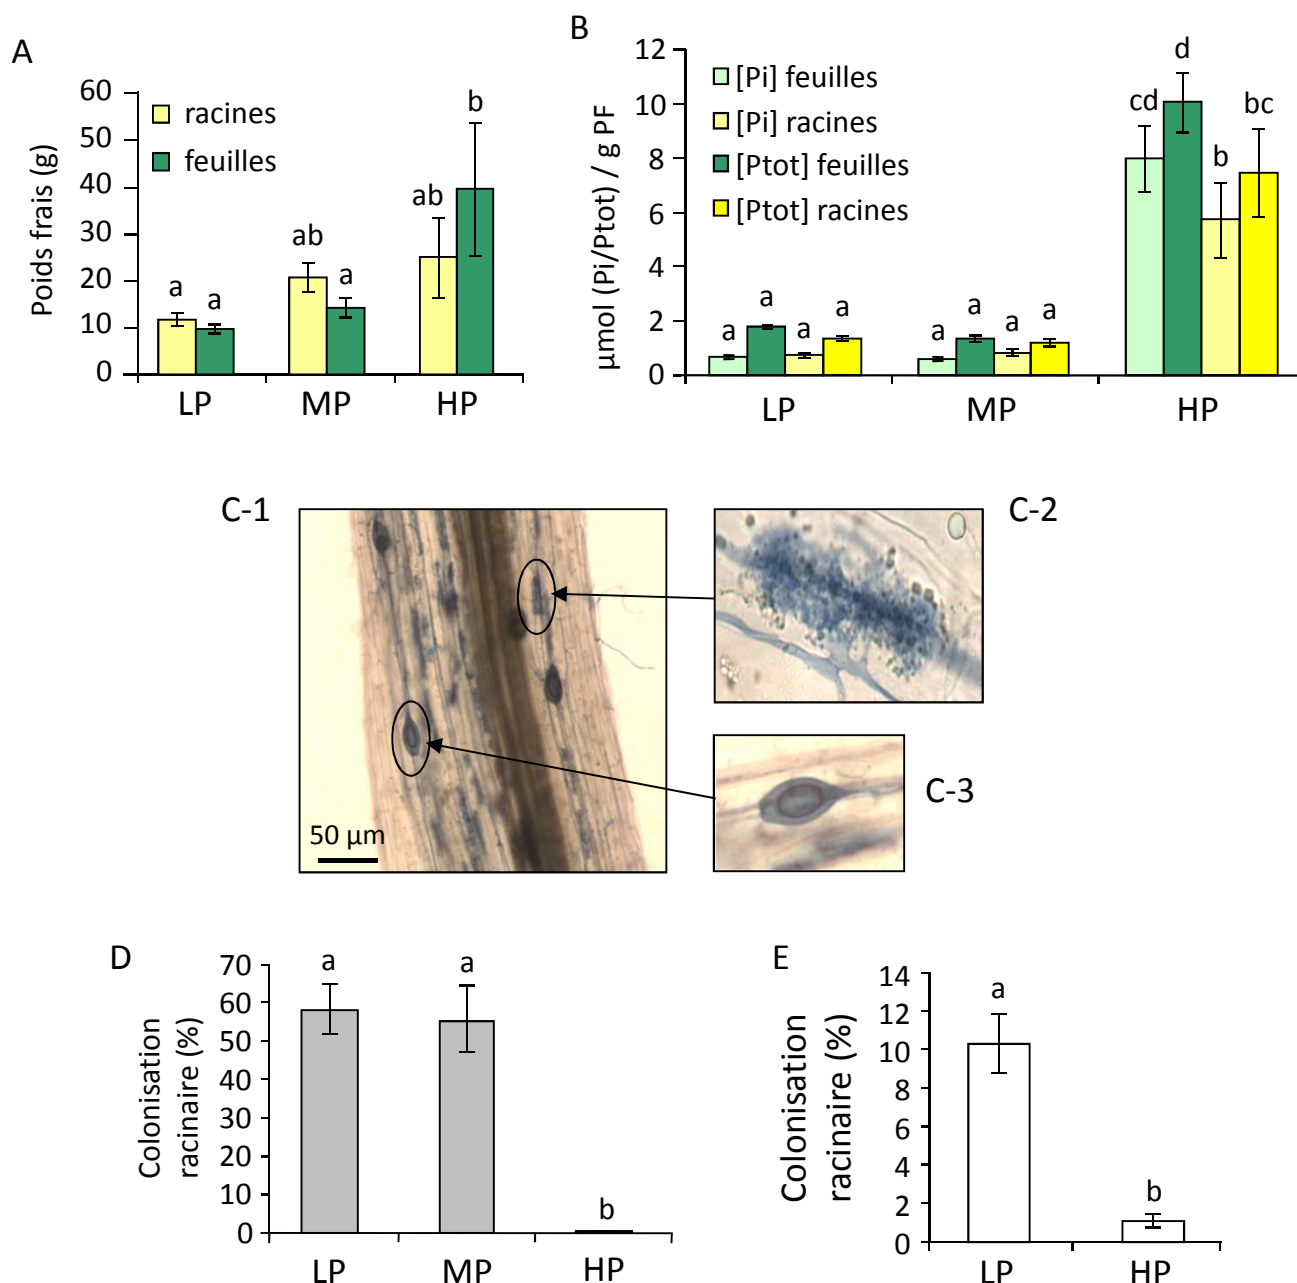 A
Poids frais (g)
60
50
40
30
20
10
0
racines
feuilles
a
a
ab
a
ab
b
LP
MP
HP
B
µmol (Pi/Ptot) / g PF
12
10
8
6
4
2
0
[Pi] feuilles
[Pi] racines
[Ptot] feuilles
[Ptot] racines
a
a
a
a
a
a
a
a
cd
d
b
bc
LP
MP
HP
C-1
50 µm
C-2
C-3
D
Colonisation
racinaire (%)
70
60
50
40
30
20
10
0
a
a
b
LP
MP
HP
E
Colonisation
racinaire (%)
14
12
10
8
6
4
2
0
a
b
LP
HP